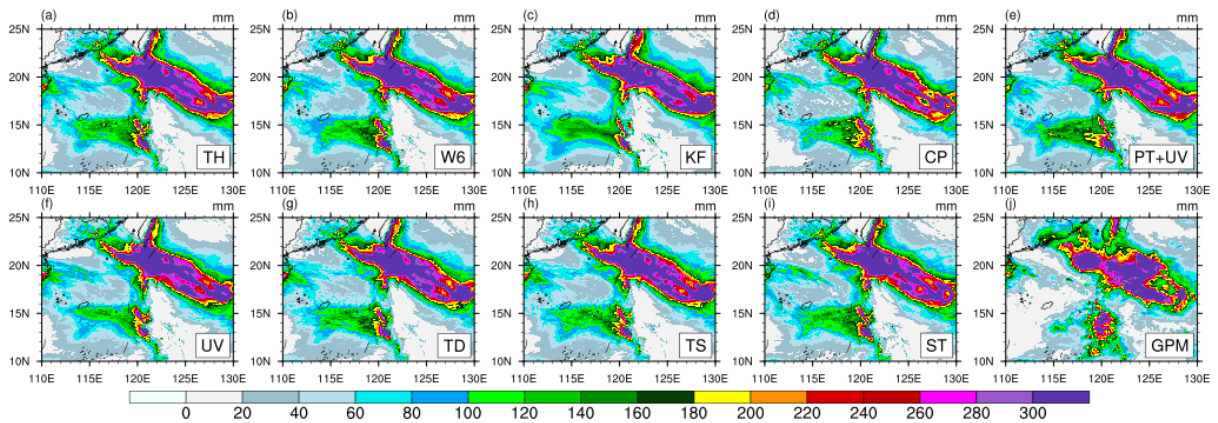 (a) mm (b) mm (c) mm (d) mm (e) mm
25N 25N 25N 25N 25N
20N 20N 20N 20N 20N
15N 15N 15N 15N 15N
TH W6 KF CP PT+UV
10N 10N 10N 10N 10N
110E 115E 120E 125E 130E 110E 115E 120E 125E 130E 110E 115E 120E 125E 130E 110E 115E 120E 125E 130E 110E 115E 120E 125E 130E
(f) mm (g) mm (h) mm (i) mm (j) mm
25N 25N 25N 25N 25N
20N 20N 20N 20N 20N
15N 15N 15N 15N 15N
UV TD TS ST GPM
10N 10N 10N 10N 10N
110E 115E 120E 125E 130E 110E 115E 120E 125E 130E 110E 115E 120E 125E 130E 110E 115E 120E 125E 130E 110E 115E 120E 125E 130E
0 20 40 60 80 100 120 140 160 180 200 220 240 260 280 300